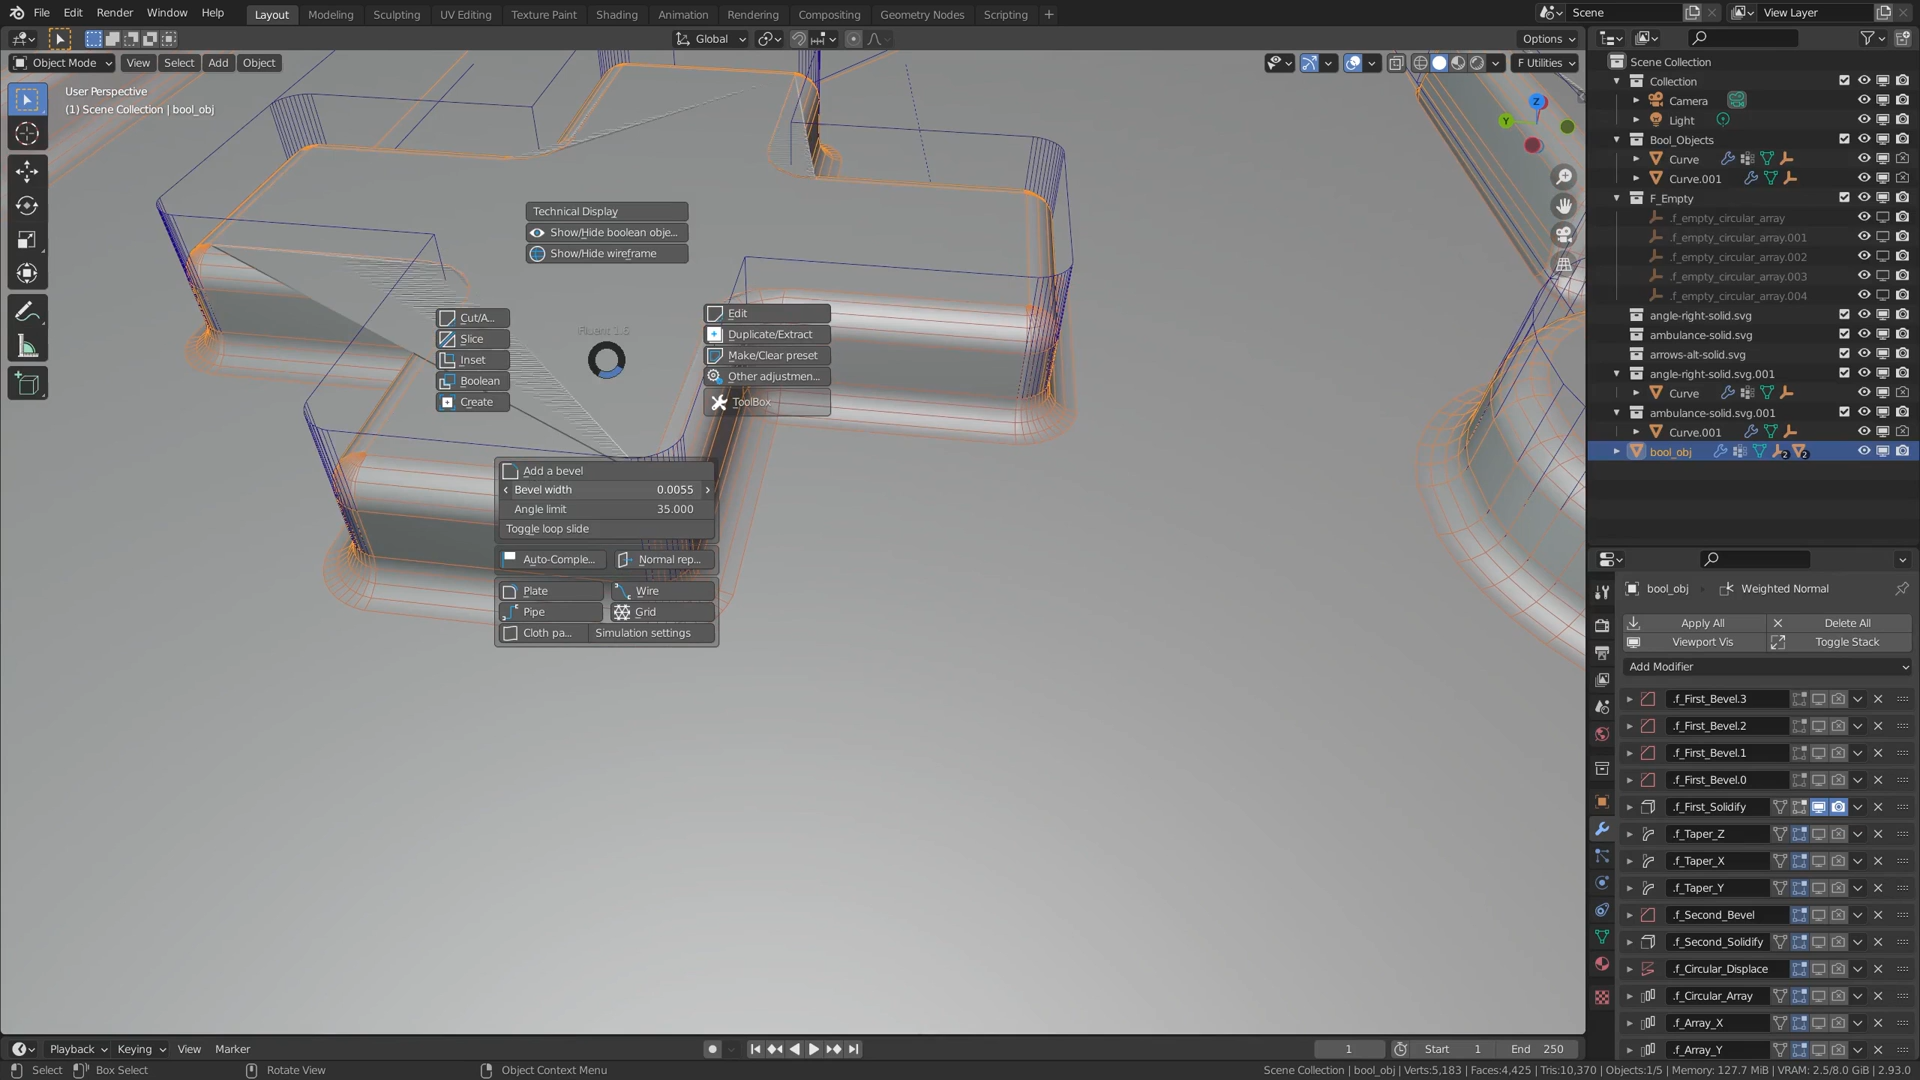 File Edit Render Window Help
Layout Modeling Sculpting UV Editing Texture Paint Shading Animation Rendering Compositing Geometry Nodes Scripting +
Scene
View Layer
Global
Options
Object Mode View Select Add Object
F Utilities
User Perspective
(1) Scene Collection | bool_obj
Z
Y
Technical Display
Show/Hide boolean obje...
Show/Hide wireframe
Cut/A...
Slice
Inset
Boolean
Create
Fluent 1.6
Edit
Duplicate/Extract
Make/Clear preset
Other adjustmen...
ToolBox
Add a bevel
Bevel width 0.0055
Angle limit 35.000
Toggle loop slide
Auto-Comple... Normal rep...
Plate Wire
Pipe Grid
Cloth pa... Simulation settings
Scene Collection
Collection
Camera
Light
Bool_Objects
Curve
Curve.001
F_Empty
.f_empty_circular_array
.f_empty_circular_array.001
.f_empty_circular_array.002
.f_empty_circular_array.003
.f_empty_circular_array.004
angle-right-solid.svg
ambulance-solid.svg
arrows-alt-solid.svg
angle-right-solid.svg.001
Curve
ambulance-solid.svg.001
Curve.001
bool_obj 2 2
bool_obj Weighted Normal
Apply All Delete All
Viewport Vis Toggle Stack
Add Modifier
.f_First_Bevel.3
.f_First_Bevel.2
.f_First_Bevel.1
.f_First_Bevel.0
.f_First_Solidify
.f_Taper_Z
.f_Taper_X
.f_Taper_Y
.f_Second_Bevel
.f_Second_Solidify
.f_Circular_Displace
.f_Circular_Array
.f_Array_X
.f_Array_Y
Playback Keying View Marker
1 Start 1 End 250
Select Box Select Rotate View Object Context Menu
Scene Collection | bool_obj | Verts:5,183 | Faces:4,425 | Tris:10,370 | Objects:1/5 | Memory: 127.7 MiB | VRAM: 2.5/8.0 GiB | 2.93.0